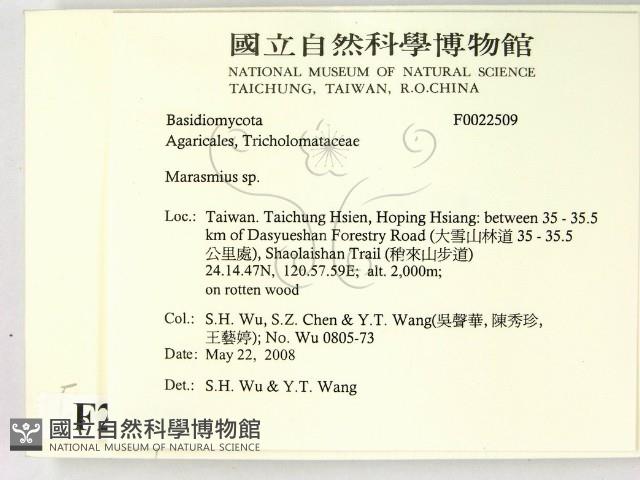 國立自然科學博物館
NATIONAL MUSEUM OF NATURAL SCIENCE
TAICHUNG, TAIWAN, R.O.CHINA
Basidiomycota F0022509
Agaricales, Tricholomataceae
Marasmius sp.
Loc.: Taiwan. Taichung Hsien, Hoping Hsiang: between 35 - 35.5
km of Dasyueshan Forestry Road (大雪山林道 35 - 35.5
公里處), Shaolaishan Trail (稍來山步道)
24.14.47N, 120.57.59E; alt. 2,000m;
on rotten wood
Col.: S.H. Wu, S.Z. Chen & Y.T. Wang(吳聲華, 陳秀珍,
王藝婷); No. Wu 0805-73
Date: May 22, 2008
Det.: S.H. Wu & Y.T. Wang
國立自然科學博物館
NATIONAL MUSEUM OF NATURAL SCIENCE